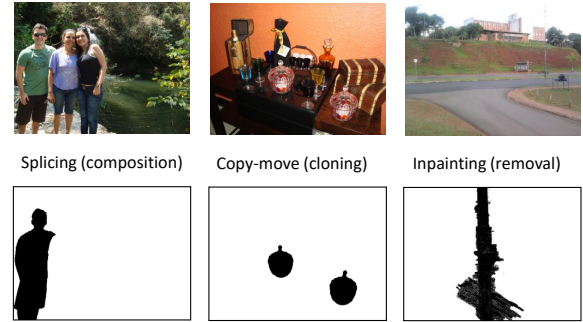 Splicing (composition)
Copy-move (cloning)
Inpainting (removal)